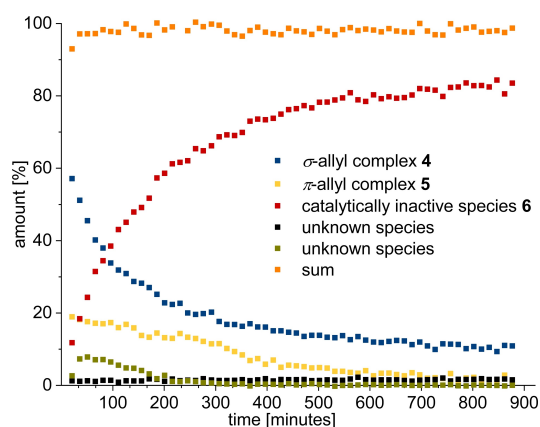 100
80
60
40
20
0
amount [%]
σ-allyl complex 4
π-allyl complex 5
catalytically inactive species 6
unknown species
unknown species
sum
100 200 300 400 500 600 700 800 900
time [minutes]